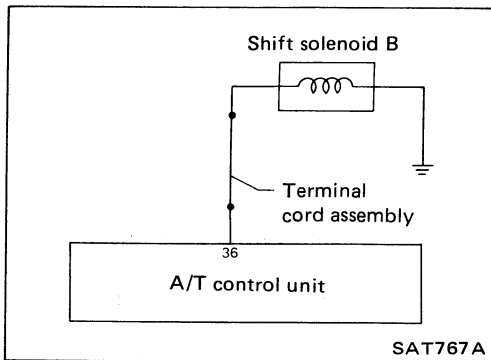 Shift solenoid B
Terminal
cord assembly
36
A/T control unit
SAT767A